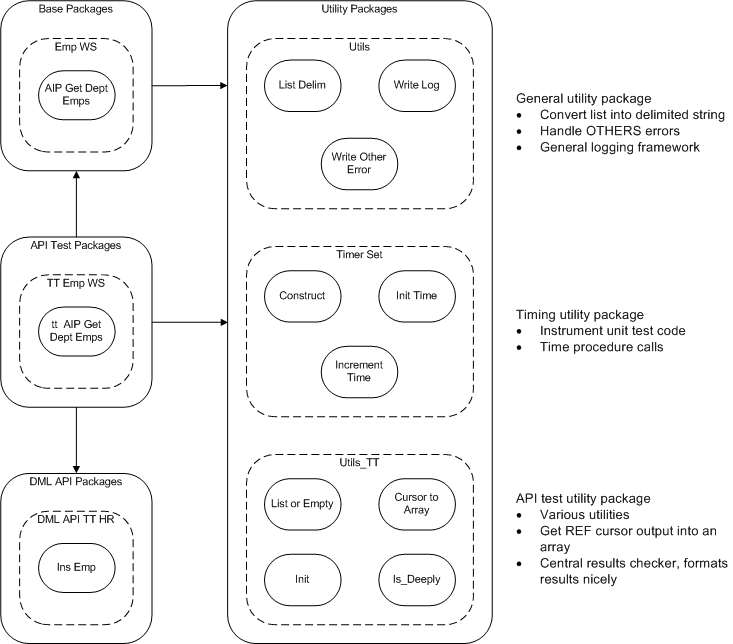 Base Packages
Emp WS
AIP Get Dept
Emps
API Test Packages
TT Emp WS
tt AIP Get
Dept Emps
DML API Packages
DML API TT HR
Ins Emp
Utility Packages
Utils
List Delim
Write Log
Write Other
Error
Timer Set
Construct
Init Time
Increment
Time
Utils_TT
List or Empty
Cursor to
Array
Init
Is_Deeply
General utility package
• Convert list into delimited string
• Handle OTHERS errors
• General logging framework
Timing utility package
• Instrument unit test code
• Time procedure calls
API test utility package
• Various utilities
• Get REF cursor output into an
array
• Central results checker, formats
results nicely